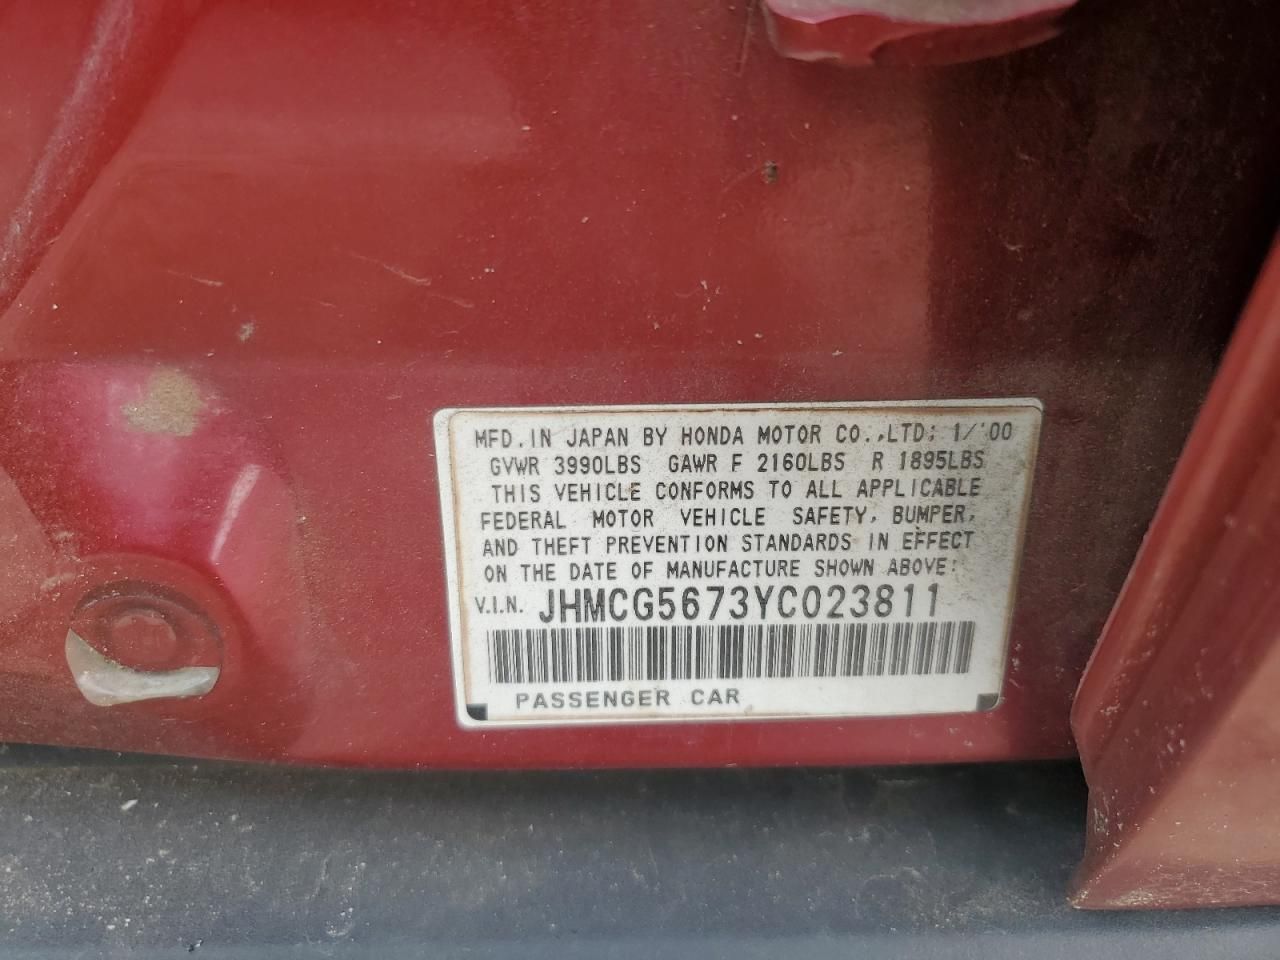 MFD. IN JAPAN BY HONDA MOTOR CO.,LTD; 1/'00
GVWR 3990LBS GAWR F 2160LBS R 1895LBS
THIS VEHICLE CONFORMS TO ALL APPLICABLE
FEDERAL MOTOR VEHICLE SAFETY, BUMPER,
AND THEFT PREVENTION STANDARDS IN EFFECT
ON THE DATE OF MANUFACTURE SHOWN ABOVE:
V.I.N. JHMCG5673YC023811
PASSENGER CAR